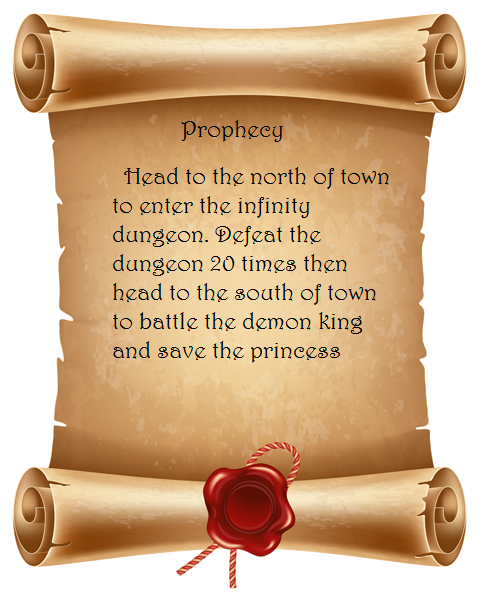 Prophecy
Head to the north of town
to enter the infinity
dungeon. Defeat the
dungeon 20 times then
head to the south of town
to battle the demon king
and save the princess